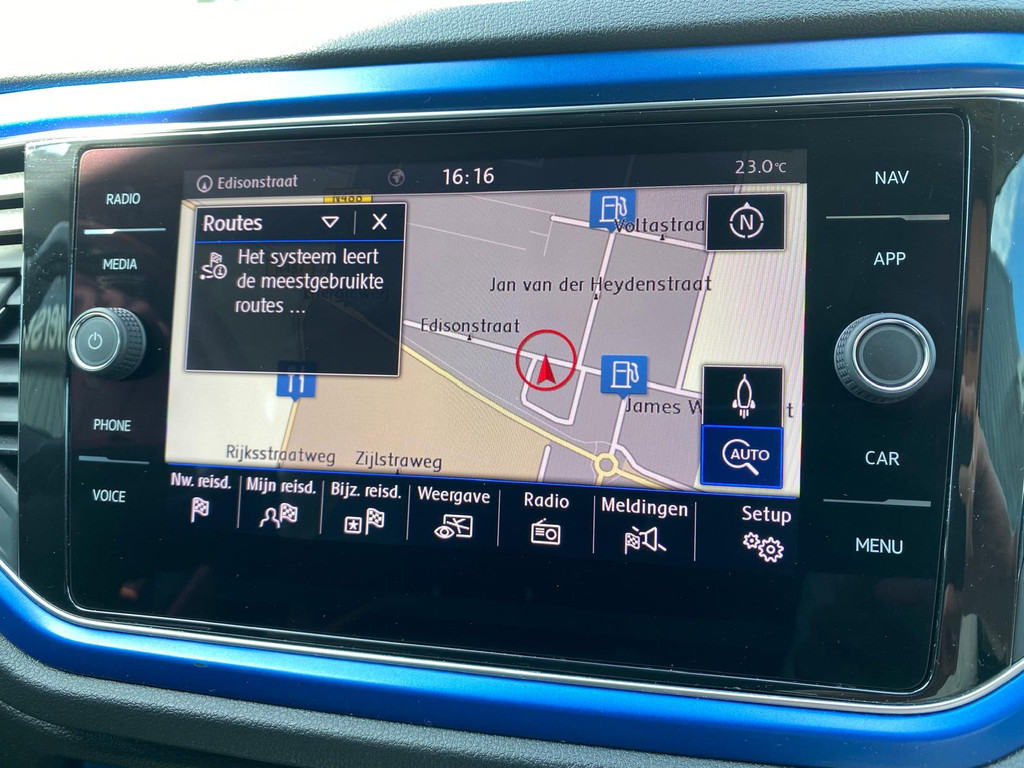 Edisonstraat
16:16
23.0°C
RADIO
MEDIA
PHONE
VOICE
NAV
APP
CAR
MENU
N400
Routes
Het systeem leert
de meestgebruikte
routes ...
Voltastraa
N
Jan van der Heydenstraat
Edisonstraat
James W
t
AUTO
Rijksstraatweg
Zijlstraweg
Nw. reisd.
Mijn reisd.
Bijz. reisd.
Weergave
Radio
Meldingen
Setup